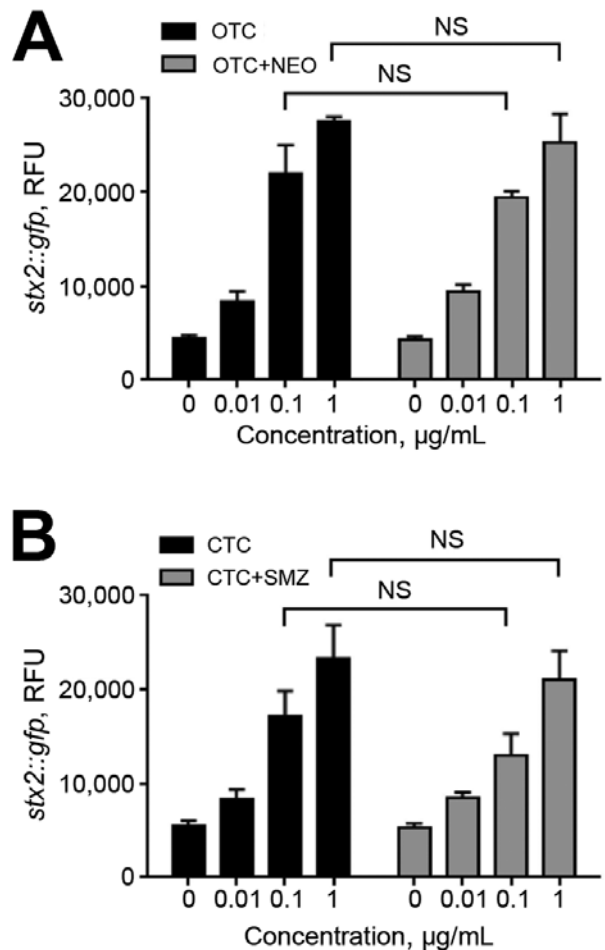 A
OTC
OTC+NEO
NS
NS
30,000
20,000
10,000
0
stx2::gfp, RFU
0 0.01 0.1 1 0 0.01 0.1 1
Concentration, µg/mL
B
CTC
CTC+SMZ
NS
NS
30,000
20,000
10,000
0
stx2::gfp, RFU
0 0.01 0.1 1 0 0.01 0.1 1
Concentration, µg/mL